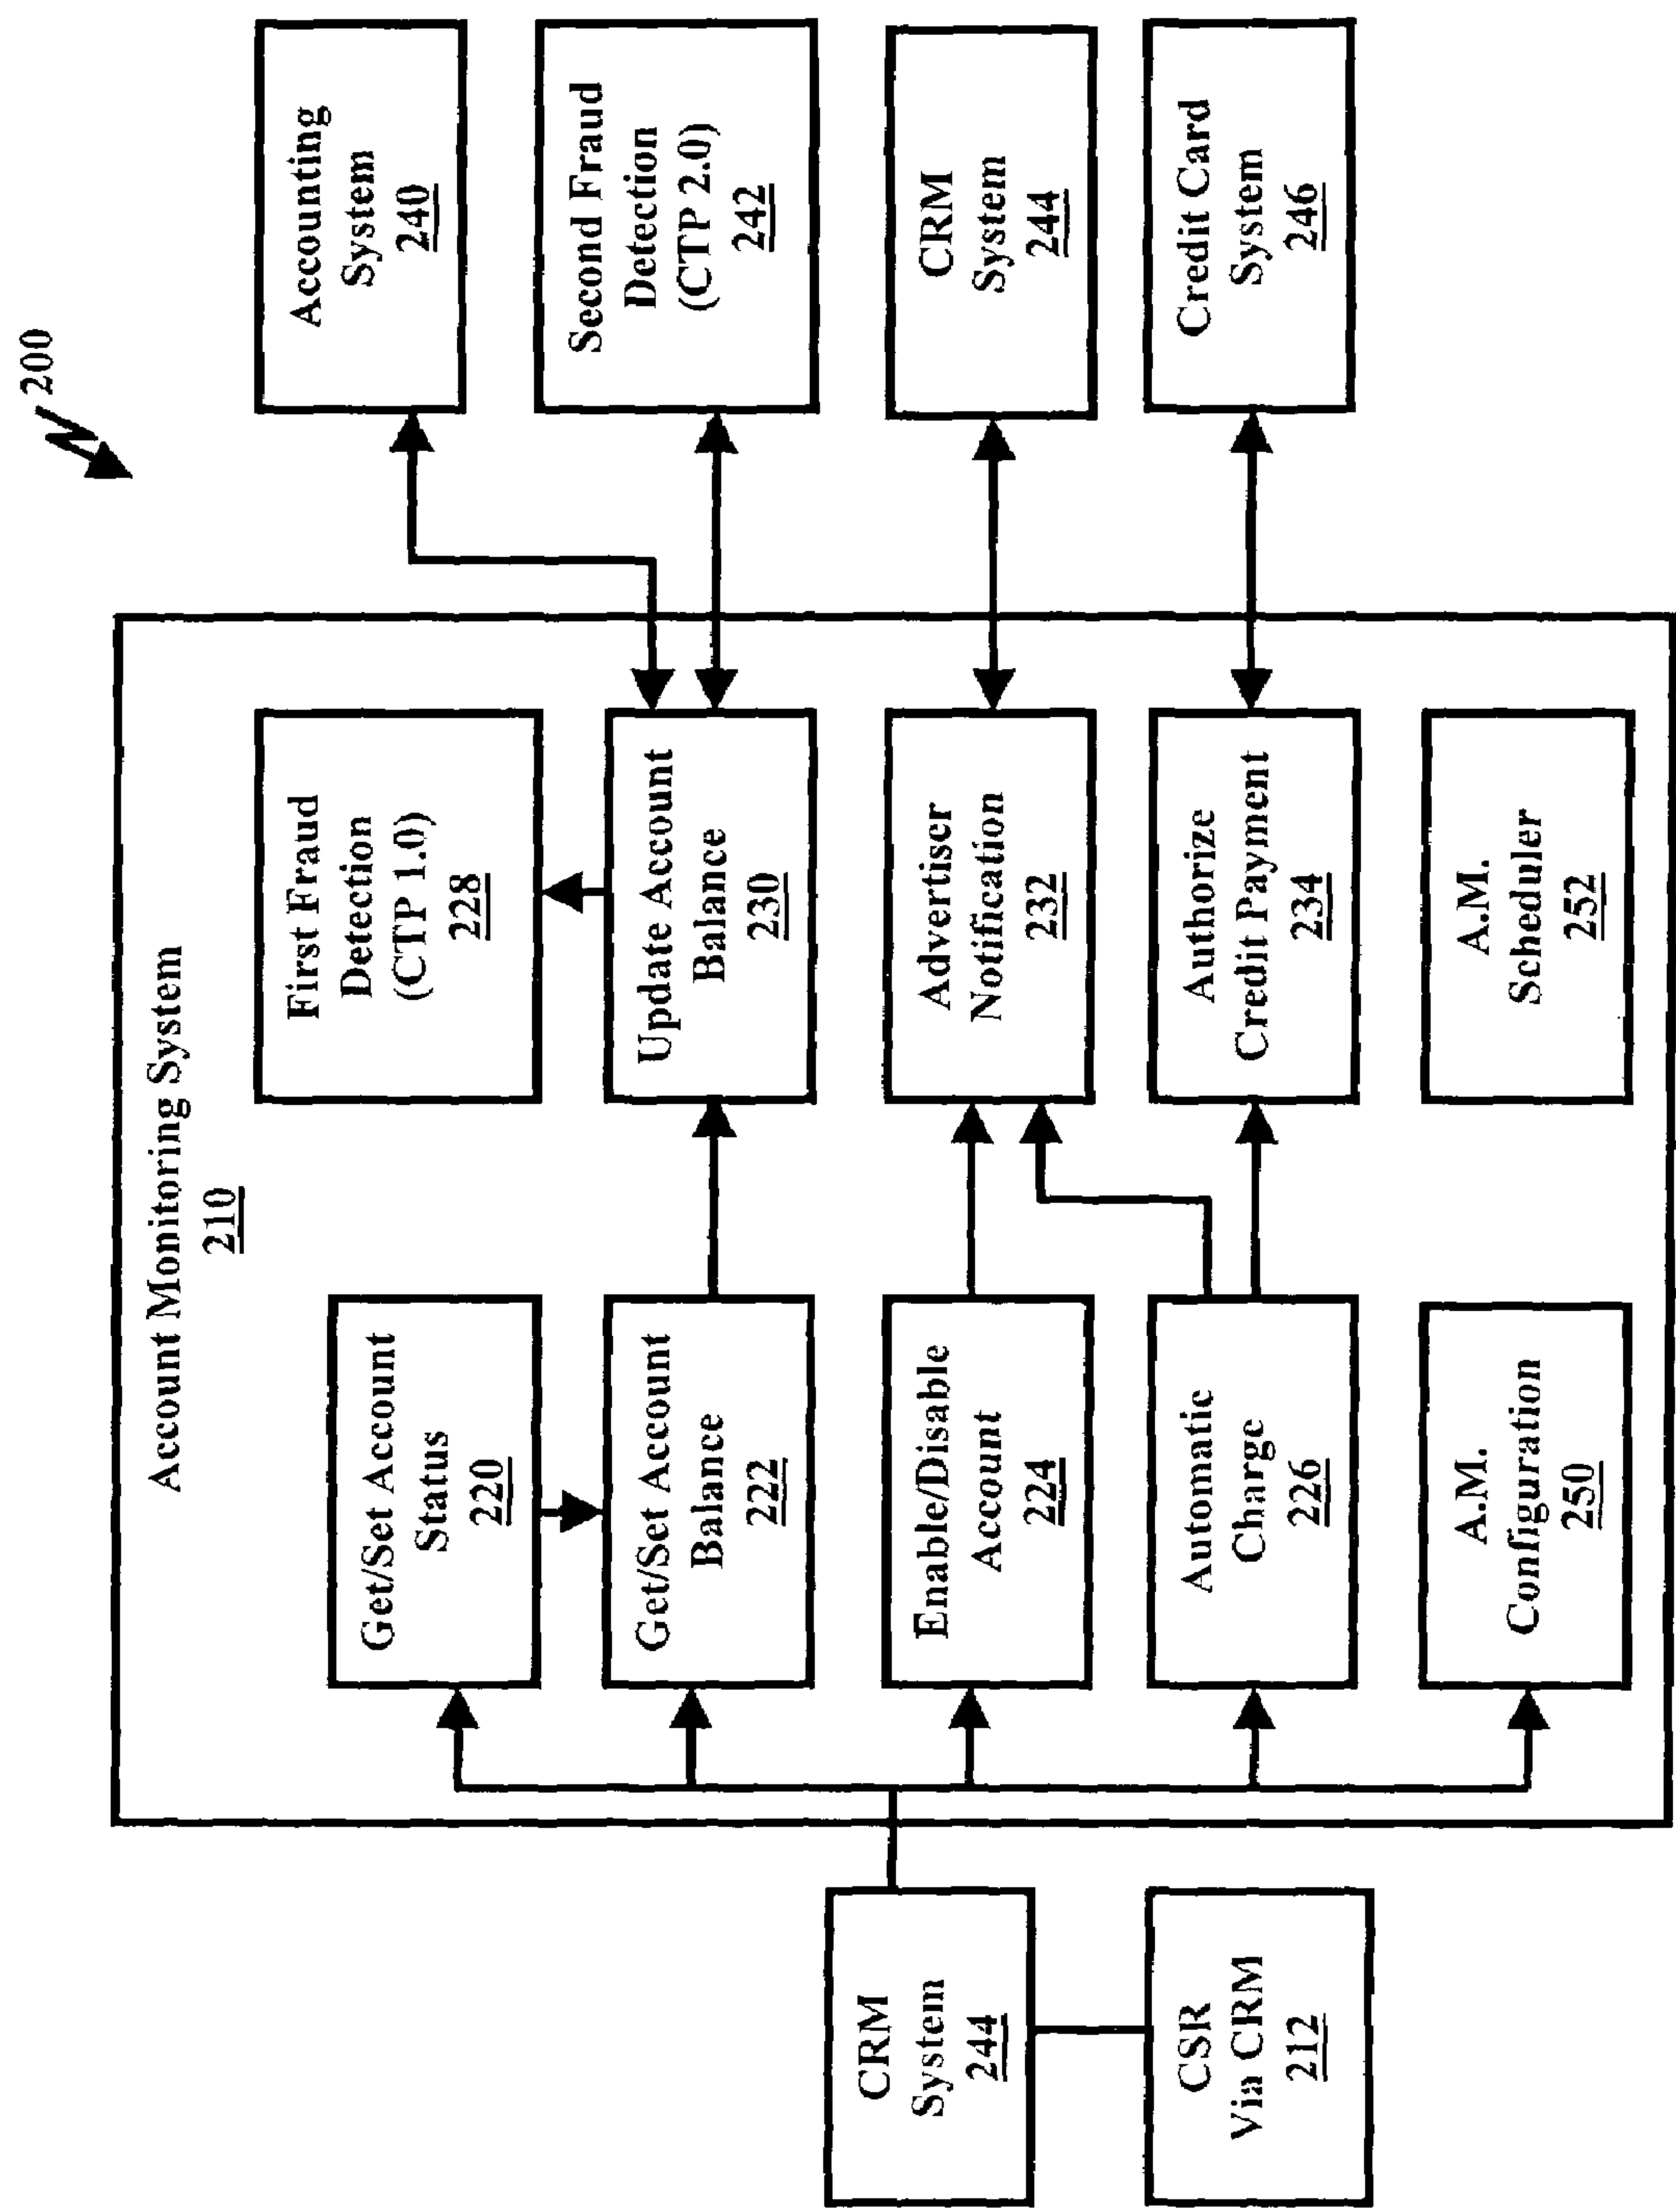 200
Account Monitoring System
210
CRM
System
244
CSR
Via CRM
212
Get/Set Account
Status
220
Get/Set Account
Balance
222
Enable/Disable
Account
224
Automatic
Charge
226
A.M.
Configuration
250
First Fraud
Detection
(CTP 1.0)
228
Update Account
Balance
230
Advertiser
Notification
232
Authorize
Credit Payment
234
A.M.
Scheduler
252
Accounting
System
240
Second Fraud
Detection
(CTP 2.0)
242
CRM
System
244
Credit Card
System
246